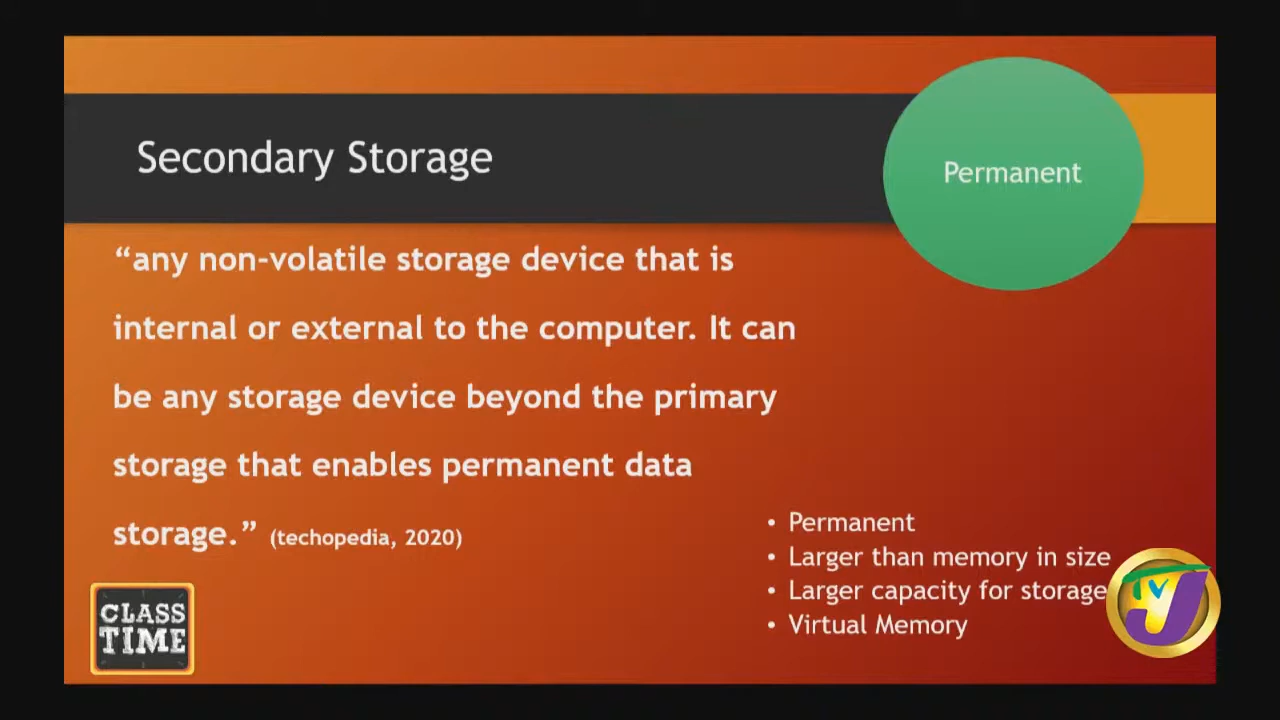 Secondary Storage
Permanent
“any non-volatile storage device that is
internal or external to the computer. It can
be any storage device beyond the primary
storage that enables permanent data
storage.” (techopedia, 2020)
• Permanent
• Larger than memory in size
• Larger capacity for storage
• Virtual Memory
CLASS
TIME
TVJ